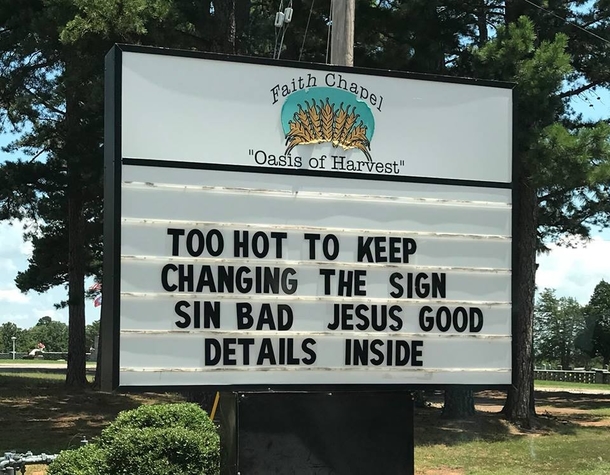 Faith Chapel
"Oasis of Harvest"
TOO HOT TO KEEP
CHANGING THE SIGN
SIN BAD JESUS GOOD
DETAILS INSIDE